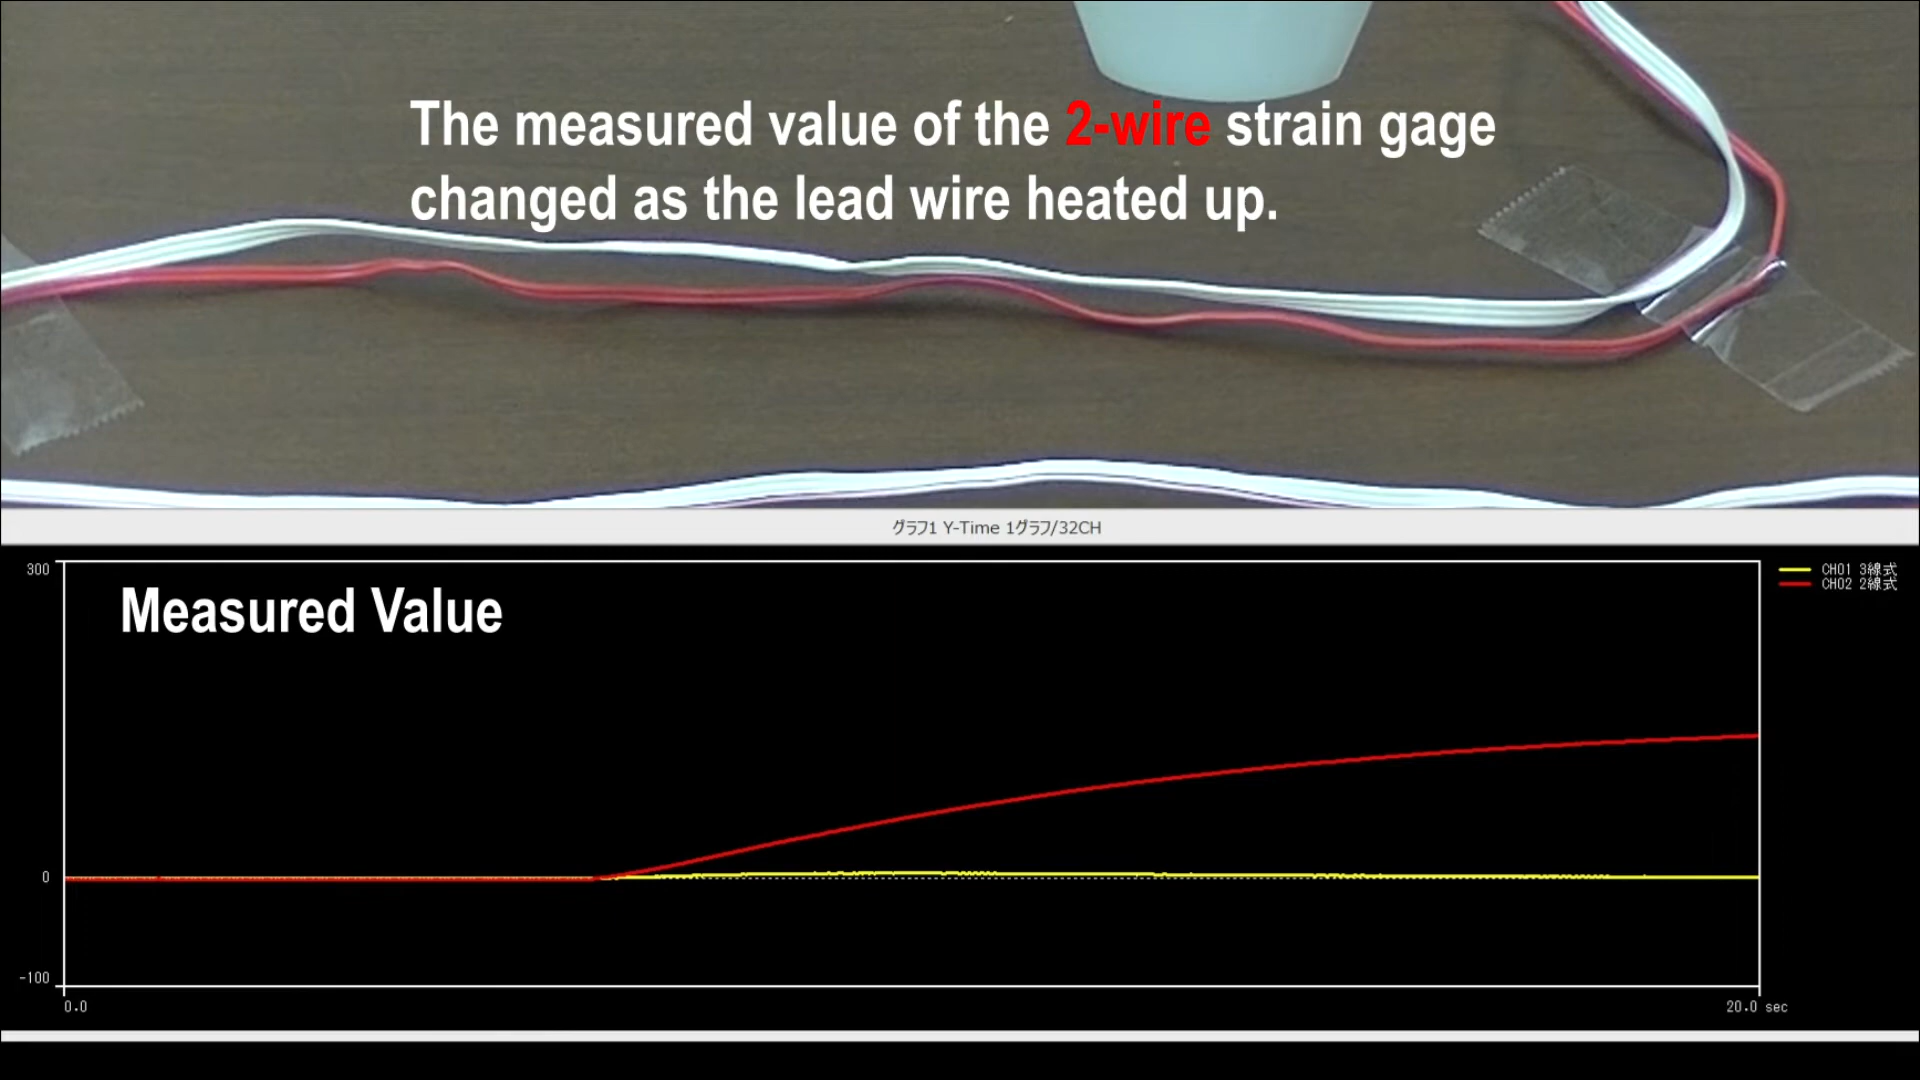 The measured value of the 2-wire strain gage
changed as the lead wire heated up.
グラフ1 Y-Time 1グラフ/32CH
300
Measured Value
CH01 3線式
CH02 2線式
0
-100
0.0
20.0 sec